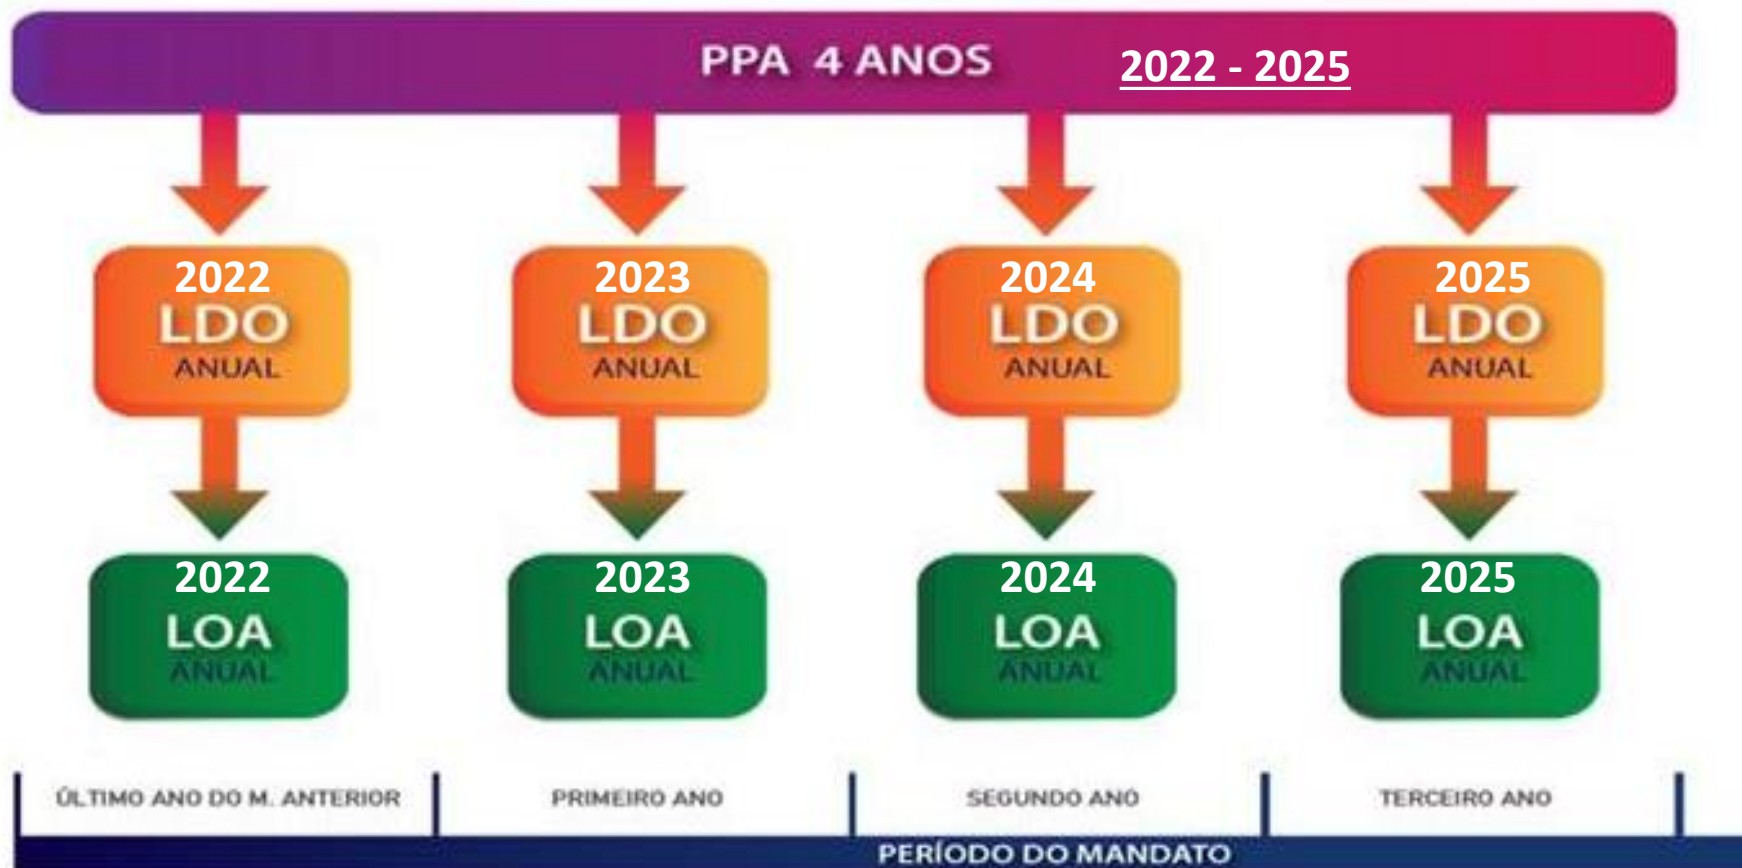 PPA 4 ANOS 2022 - 2025
2022 2023 2024 2025
LDO LDO LDO LDO
ANUAL ANUAL ANUAL ANUAL
2022 2023 2024 2025
LOA LOA LOA LOA
ANUAL ANUAL ANUAL ANUAL
ÚLTIMO ANO DO M. ANTERIOR PRIMEIRO ANO SEGUNDO ANO TERCEIRO ANO
PERÍODO DO MANDATO